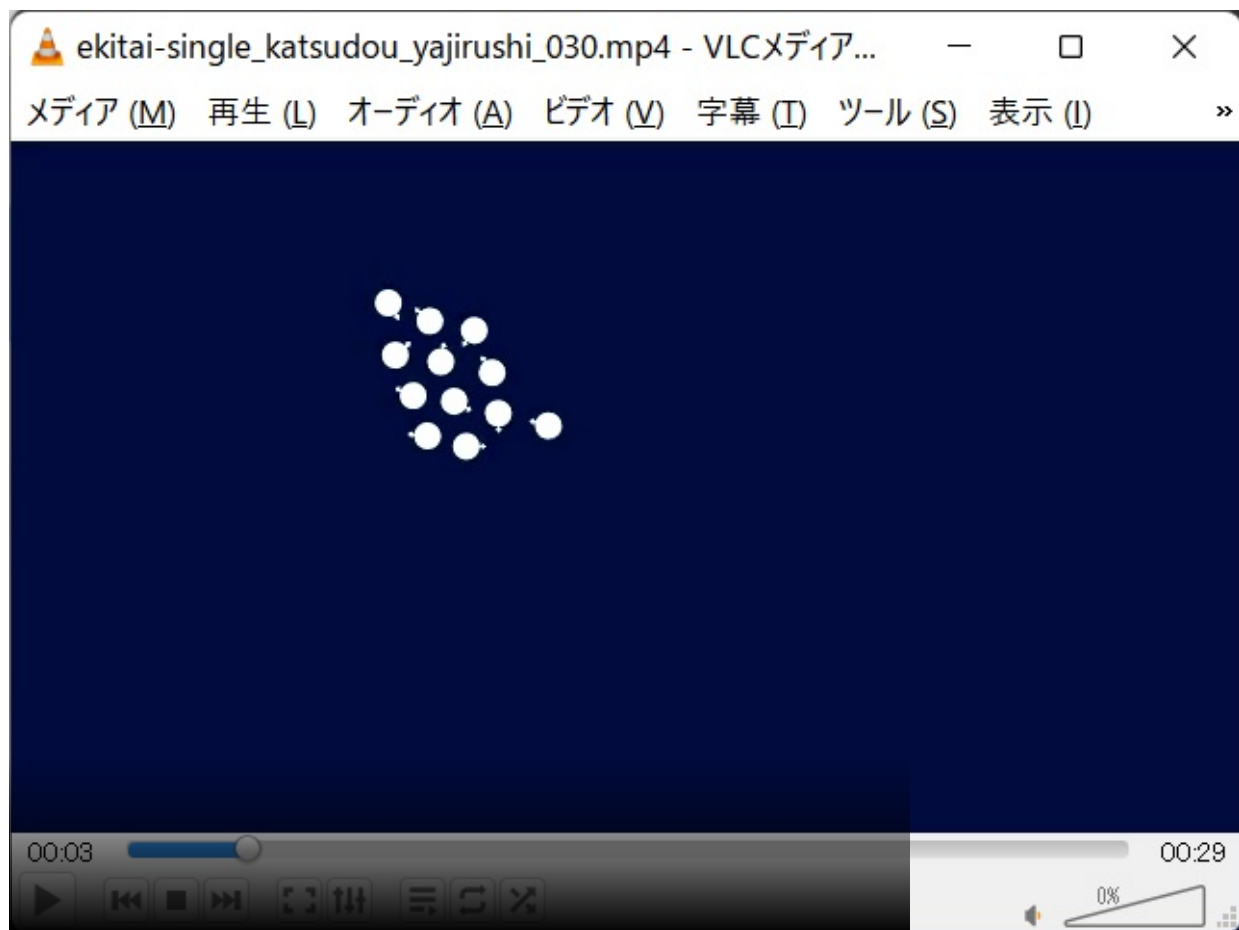 ekitai-single_katsudou_yajirushi_030.mp4 - VLCメディア...
メディア (M) 再生 (L) オーディオ (A) ビデオ (V) 字幕 (T) ツール (S) 表示 (I) »
00:03 00:29
0%